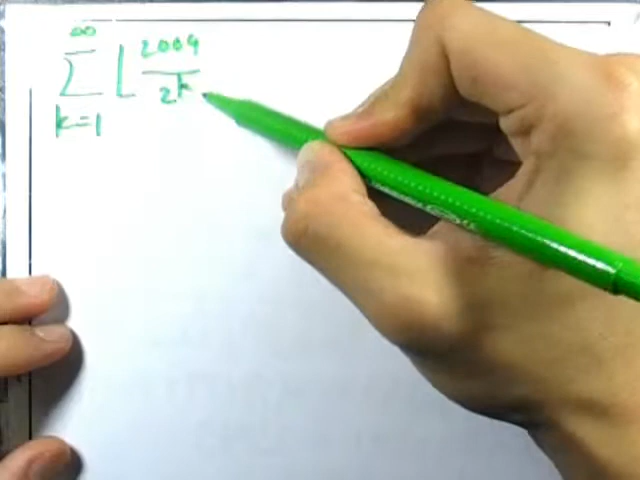 ∞
∑ ⌊ 2004
2^k
k=1